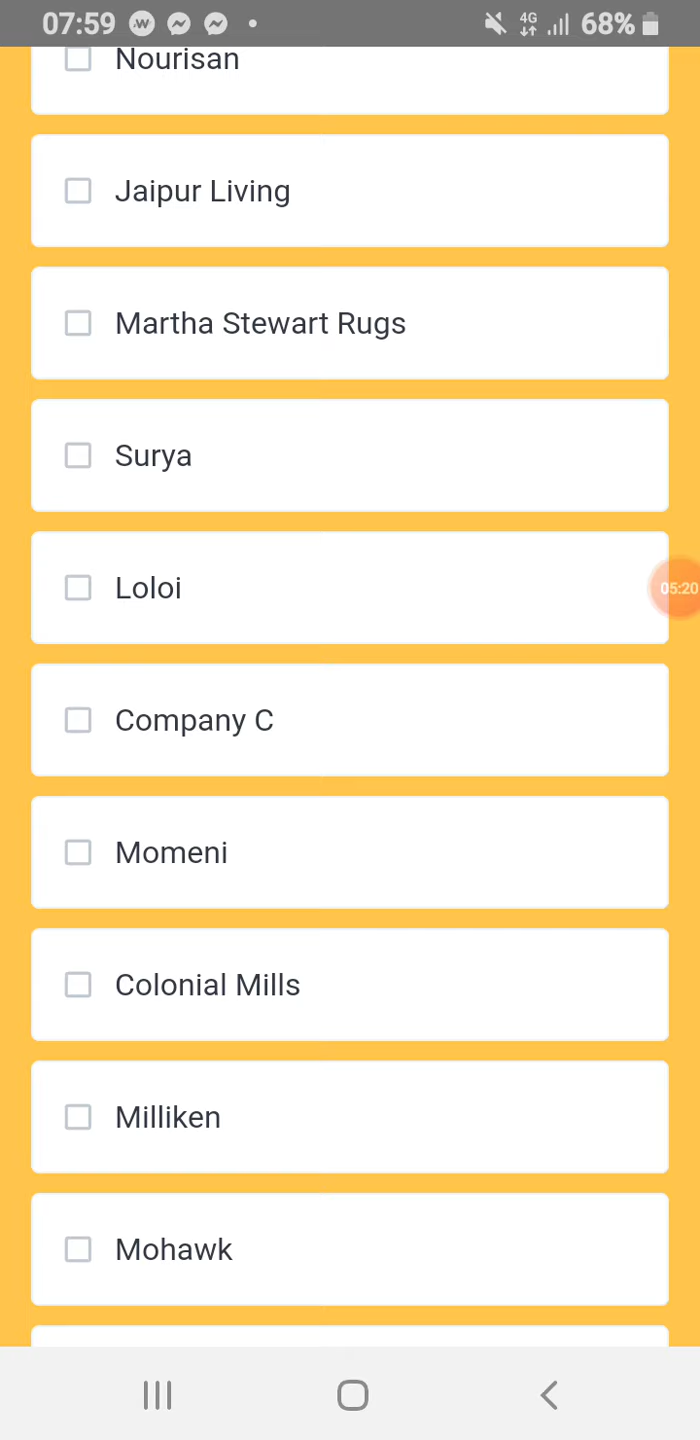 07:59 4G 68%
Nourisan
Jaipur Living
Martha Stewart Rugs
Surya
Loloi
05:20
Company C
Momeni
Colonial Mills
Milliken
Mohawk